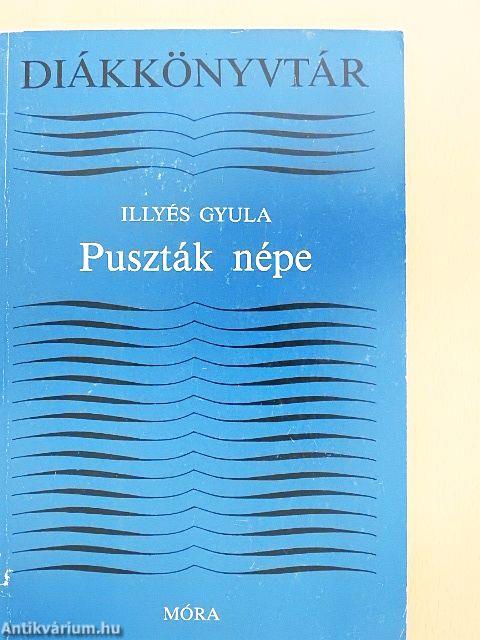 DIÁKKÖNYVTÁR
ILLYÉS GYULA
Puszták népe
MÓRA
Antikvárium.hu